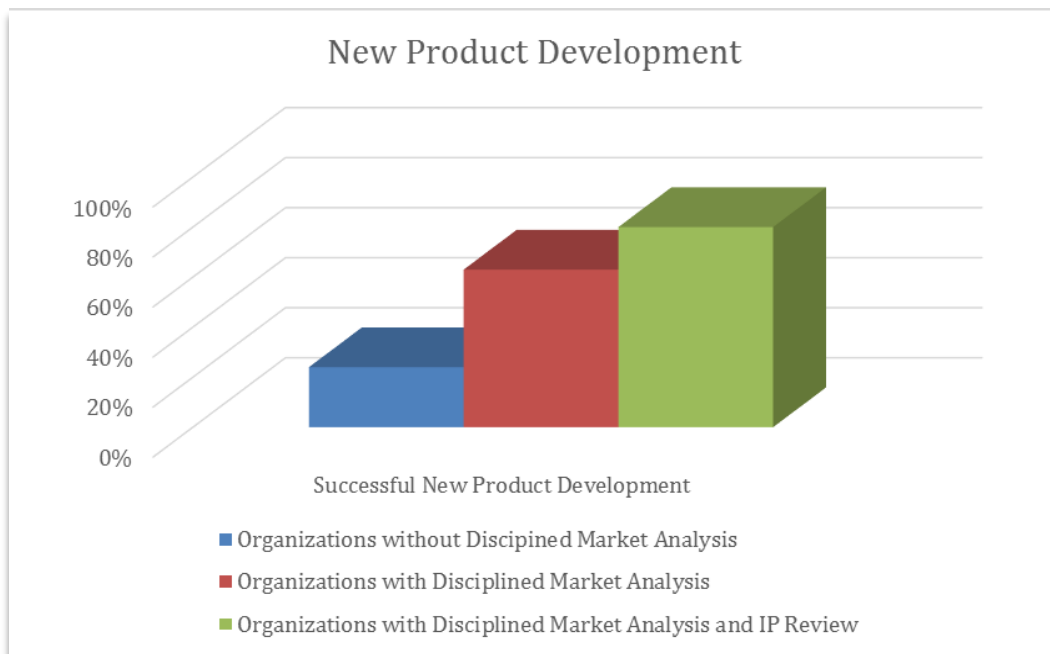 New Product Development
100%
80%
60%
40%
20%
0%
Successful New Product Development
Organizations without Discipined Market Analysis
Organizations with Disciplined Market Analysis
Organizations with Disciplined Market Analysis and IP Review